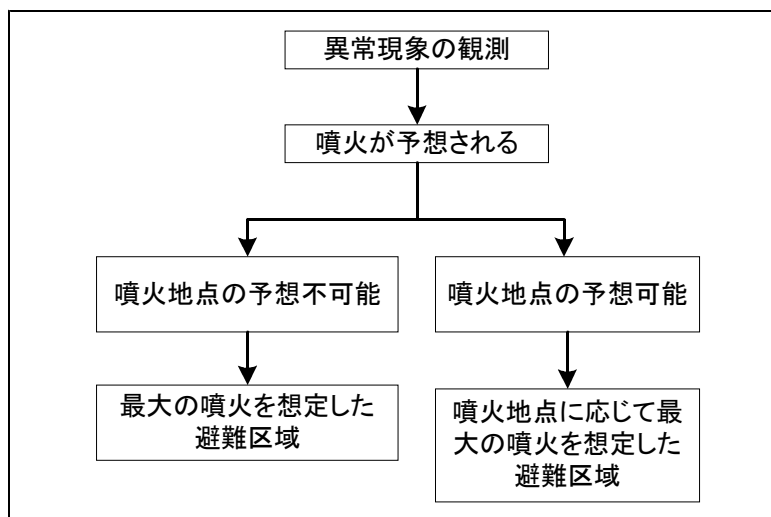 異常現象の観測
噴火が予想される
噴火地点の予想不可能
噴火地点の予想可能
最大の噴火を想定した
避難区域
噴火地点に応じて最
大の噴火を想定した
避難区域